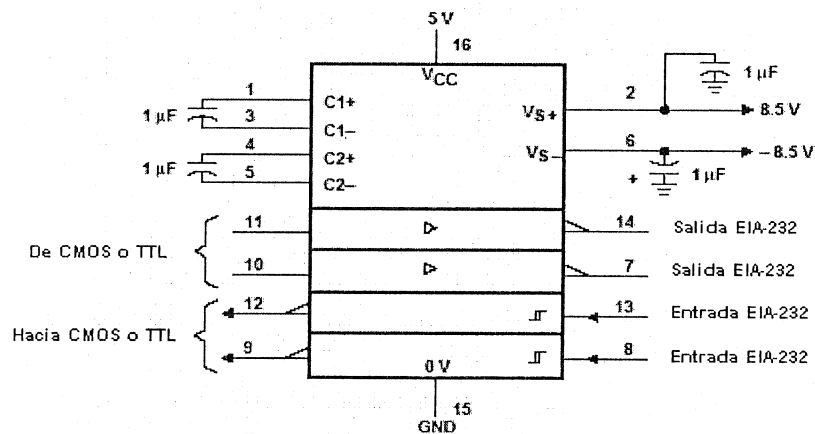 5 V
16
VCC
1
1 µF
C1+
3
C1−
4
1 µF
C2+
5
C2−
2
VS+
1 µF
8.5 V
6
VS−
−8.5 V
+
1 µF
De CMOS o TTL
11
14
Salida EIA-232
10
7
Salida EIA-232
Hacia CMOS o TTL
12
13
Entrada EIA-232
9
8
Entrada EIA-232
0 V
15
GND